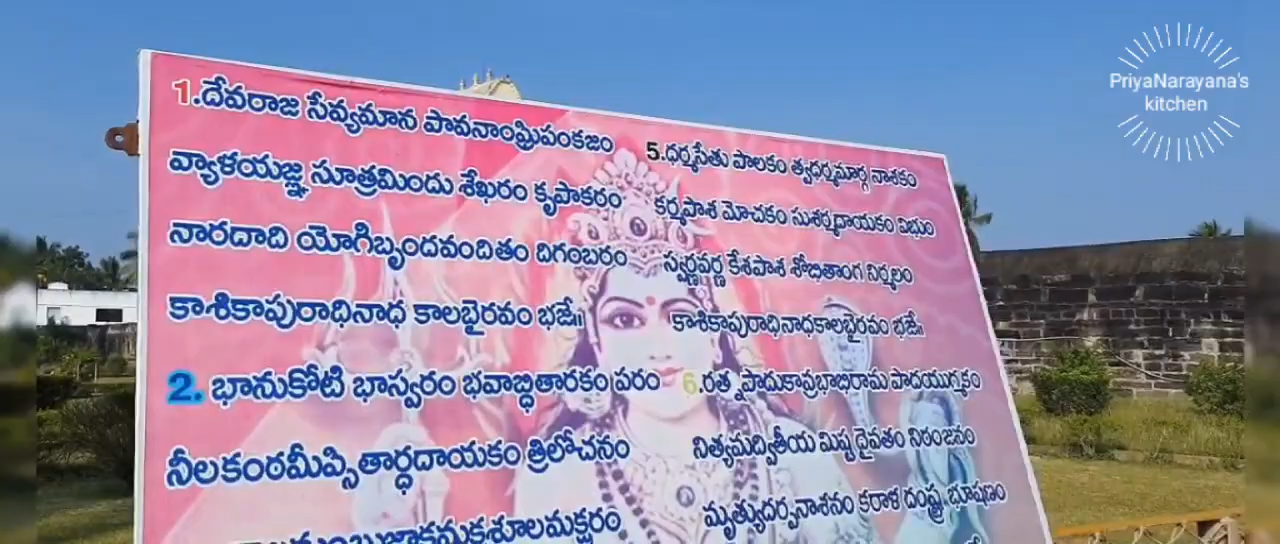 1.దేవరాజ సేవ్యమాన పావనాంఘ్రిపంకజం
వ్యాళయజ్ఞ సూత్రమిందు శేఖరం కృపాకరం
నారదాది యోగిబృందవందితం దిగంబరం
కాశికాపురాధినాధ కాలభైరవం భజే॥
2. భానుకోటి భాస్వరం భవాబ్ధితారకం పరం
నీలకంఠమీప్సితార్ధదాయకం త్రిలోచనం
5.ధర్మసేతు పాలకం త్వధర్మమార్గ నాశకం
కర్మపాశ మోచకం సుశర్మదాయకం విభుం
స్వర్ణవర్ణ కేశపాశ శోభితాంగ నిర్మలం
కాశికాపురాధినాధకాలభైరవం భజే॥
6.రత్న పాదుకాప్రభాభిరామ పాదయుగ్మకం
నిత్యమద్వితీయ మిష్ట దైవతం నిరంజనం
మృత్యుదర్పనాశనం కరాళ దంష్ట్ర భూషణం
PriyaNarayana's
kitchen